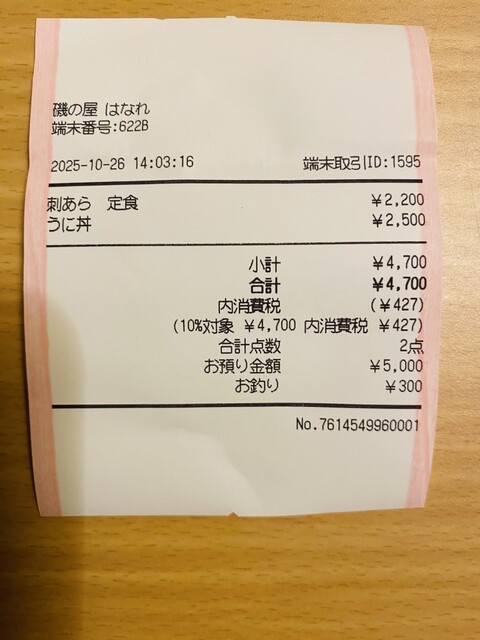 磯の屋 はなれ
端末番号:622B
2025-10-26 14:03:16 端末取引ID:1595
刺あら 定食 ¥2,200
うに丼 ¥2,500
小計 ¥4,700
合計 ¥4,700
内消費税 (¥427)
(10%対象 ¥4,700 内消費税 ¥427)
合計点数 2点
お預り金額 ¥5,000
お釣り ¥300
No.7614549960001